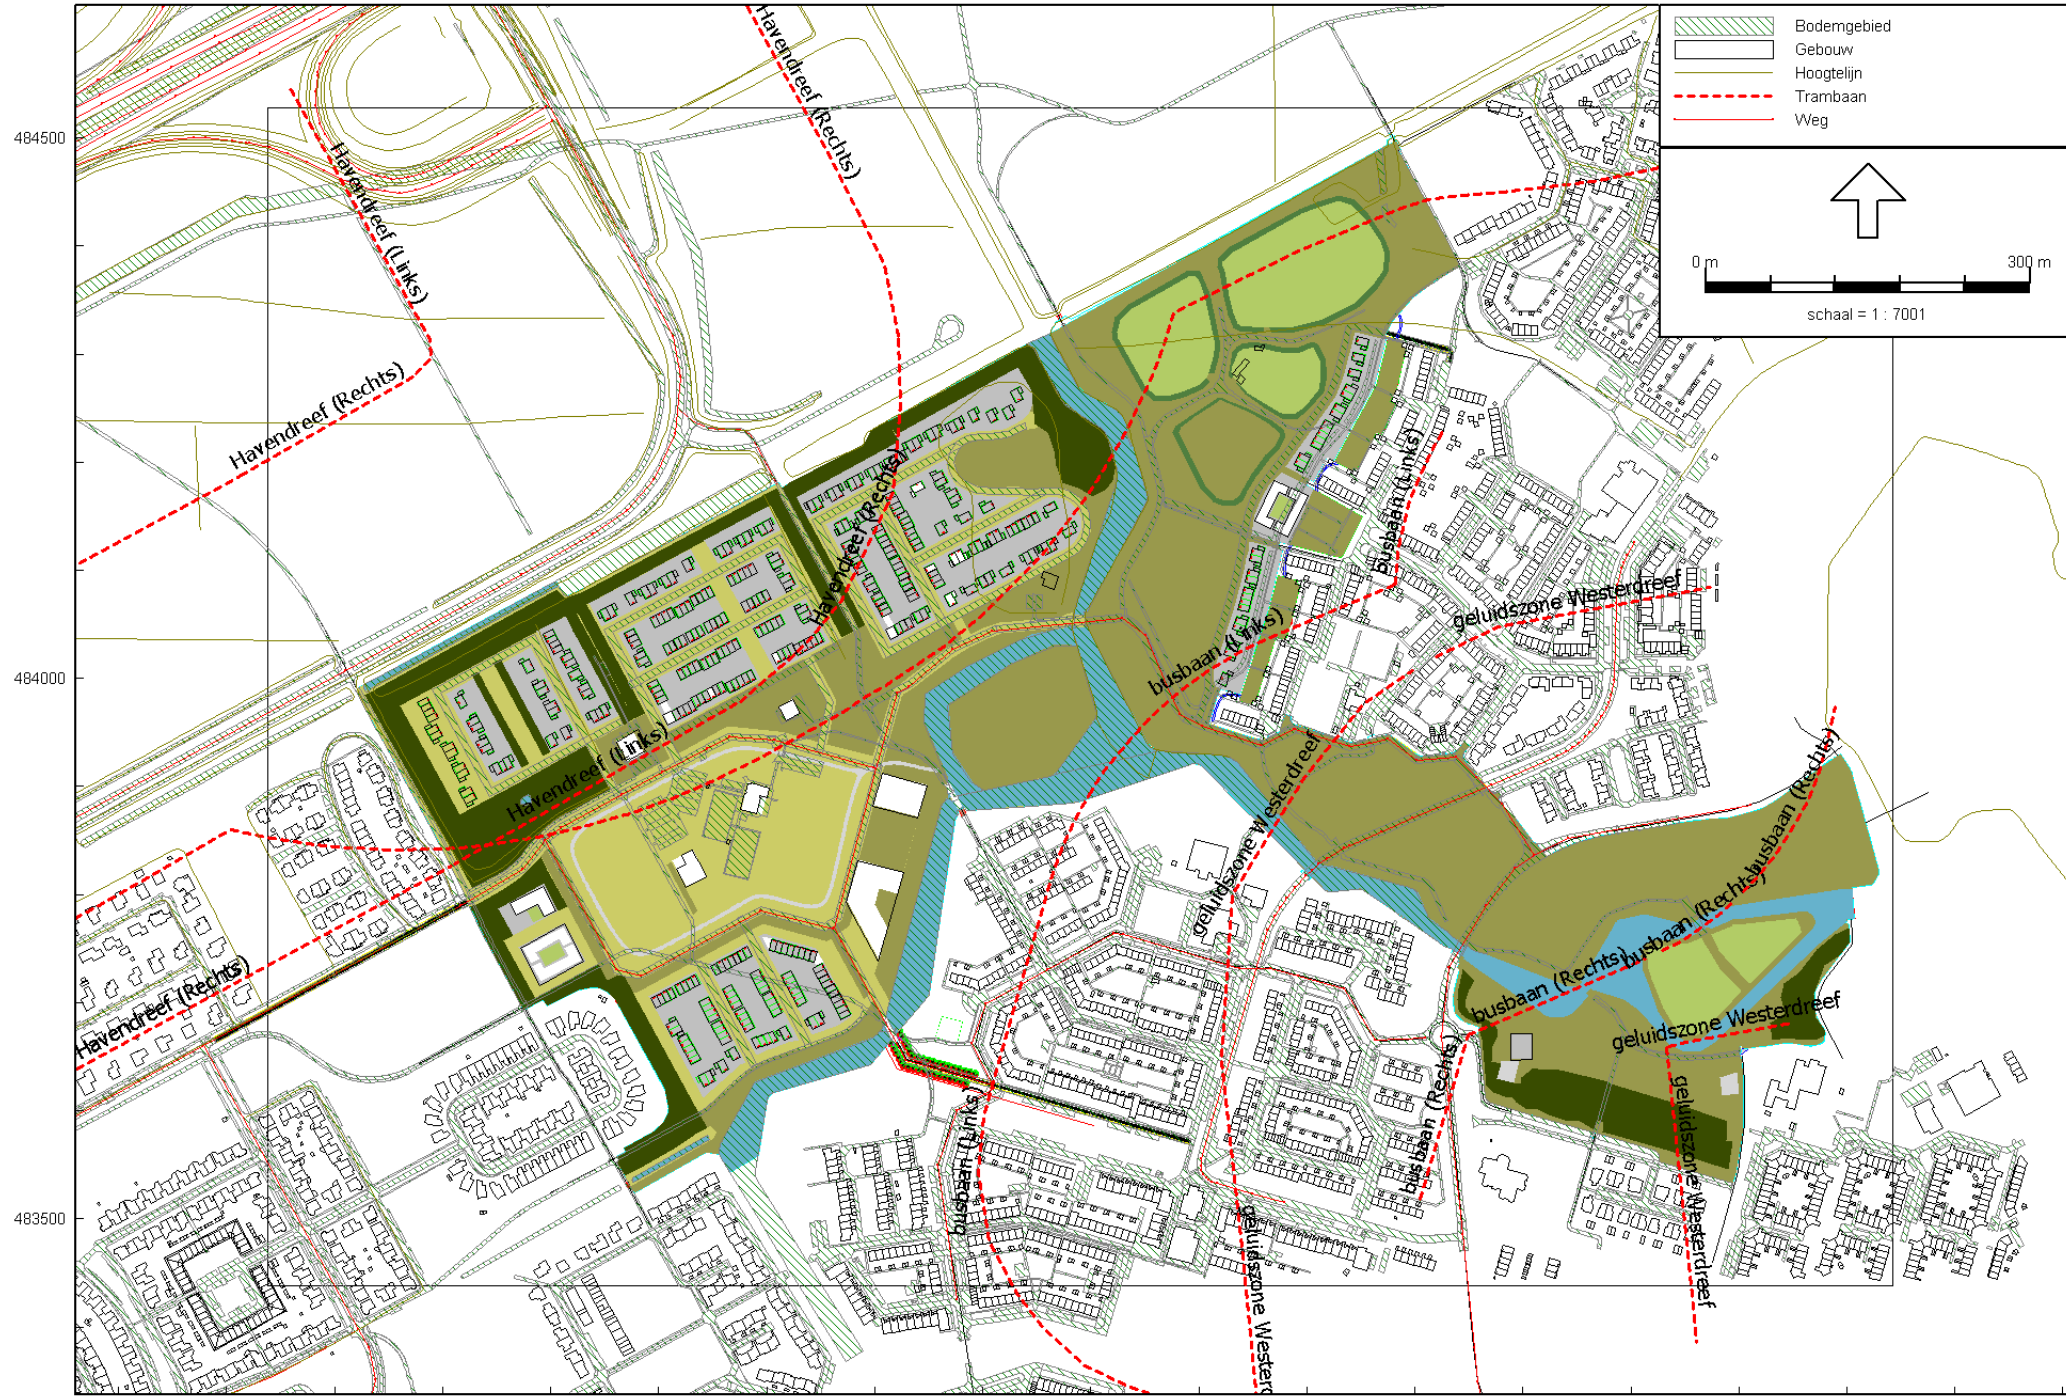 Bodemgebied
Gebouw
Hoogtelijn
Trambaan
Weg
0 m
300 m
schaal = 1 : 7001
484500
484000
483500
Havendreef (Rechts)
Havendreef (Links)
Havendreef (Rechts)
Havendreef (Rechts)
Havendreef (Links)
Havendreef (Rechts)
busbaan (Links)
busbaan (Links)
geluidszone Westerdreef
geluidszone Westerdreef
busbaan (Rechts)
busbaan (Rechts)
busbaan (Rechts)
geluidszone Westerdreef
busbaan (Rechts)
geluidszone Westerdreef
busbaan (Links)
geluidszone Westerd